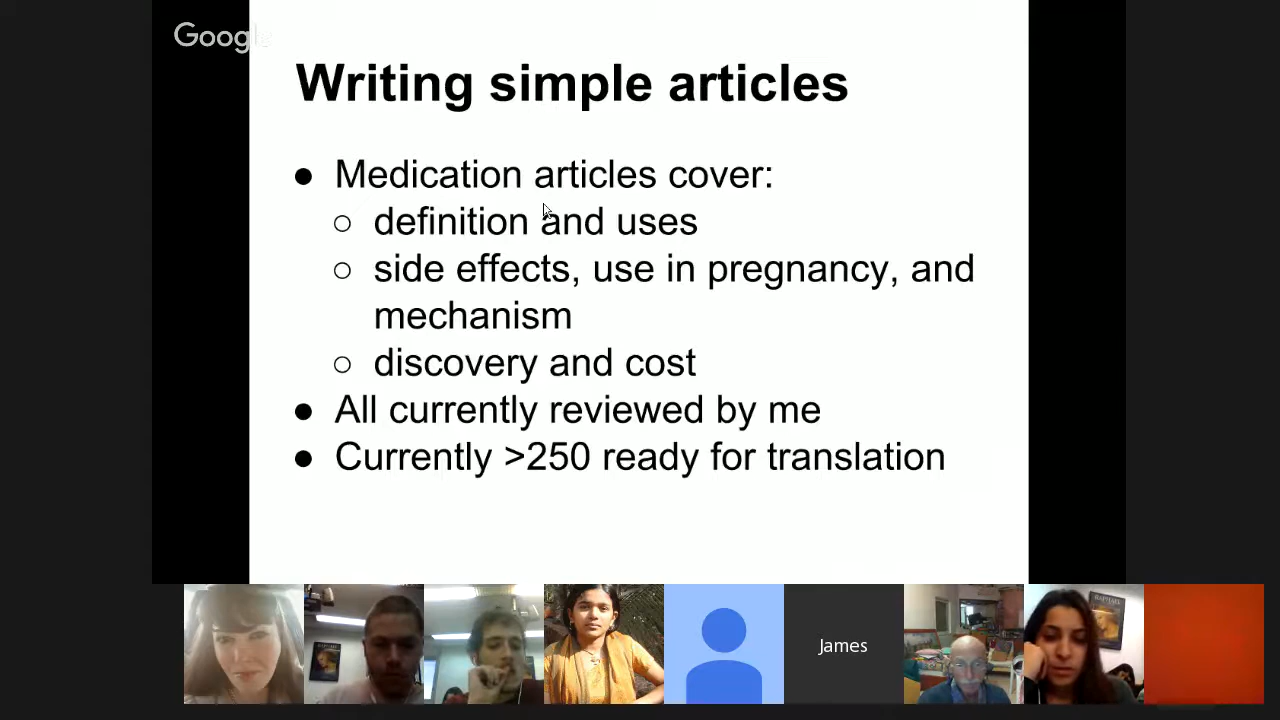 Google
Writing simple articles
● Medication articles cover:
○ definition and uses
○ side effects, use in pregnancy, and
mechanism
○ discovery and cost
● All currently reviewed by me
● Currently >250 ready for translation
James